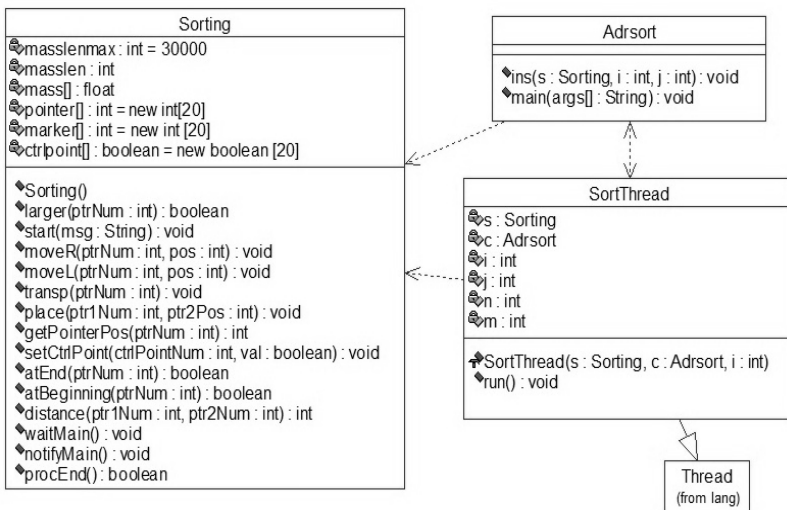 Sorting
masslenmax : int = 30000
masslen : int
mass[] : float
pointer[] : int = new int[20]
marker[] : int = new int [20]
ctrlpoint[] : boolean = new boolean [20]
Sorting()
larger(ptrNum : int) : boolean
start(msg : String) : void
moveR(ptrNum : int, pos : int) : void
moveL(ptrNum : int, pos : int) : void
transp(ptrNum : int) : void
place(ptr1Num : int, ptr2Pos : int) : void
getPointerPos(ptrNum : int) : int
setCtrlPoint(ctrlPointNum : int, val : boolean) : void
atEnd(ptrNum : int) : boolean
atBeginning(ptrNum : int) : boolean
distance(ptr1Num : int, ptr2Num : int) : int
waitMain() : void
notifyMain() : void
procEnd() : boolean
Adrsort
ins(s : Sorting, i : int, j : int) : void
main(args[] : String) : void
SortThread
s : Sorting
c : Adrsort
i : int
j : int
n : int
m : int
SortThread(s : Sorting, c : Adrsort, i : int)
run() : void
Thread
(from lang)